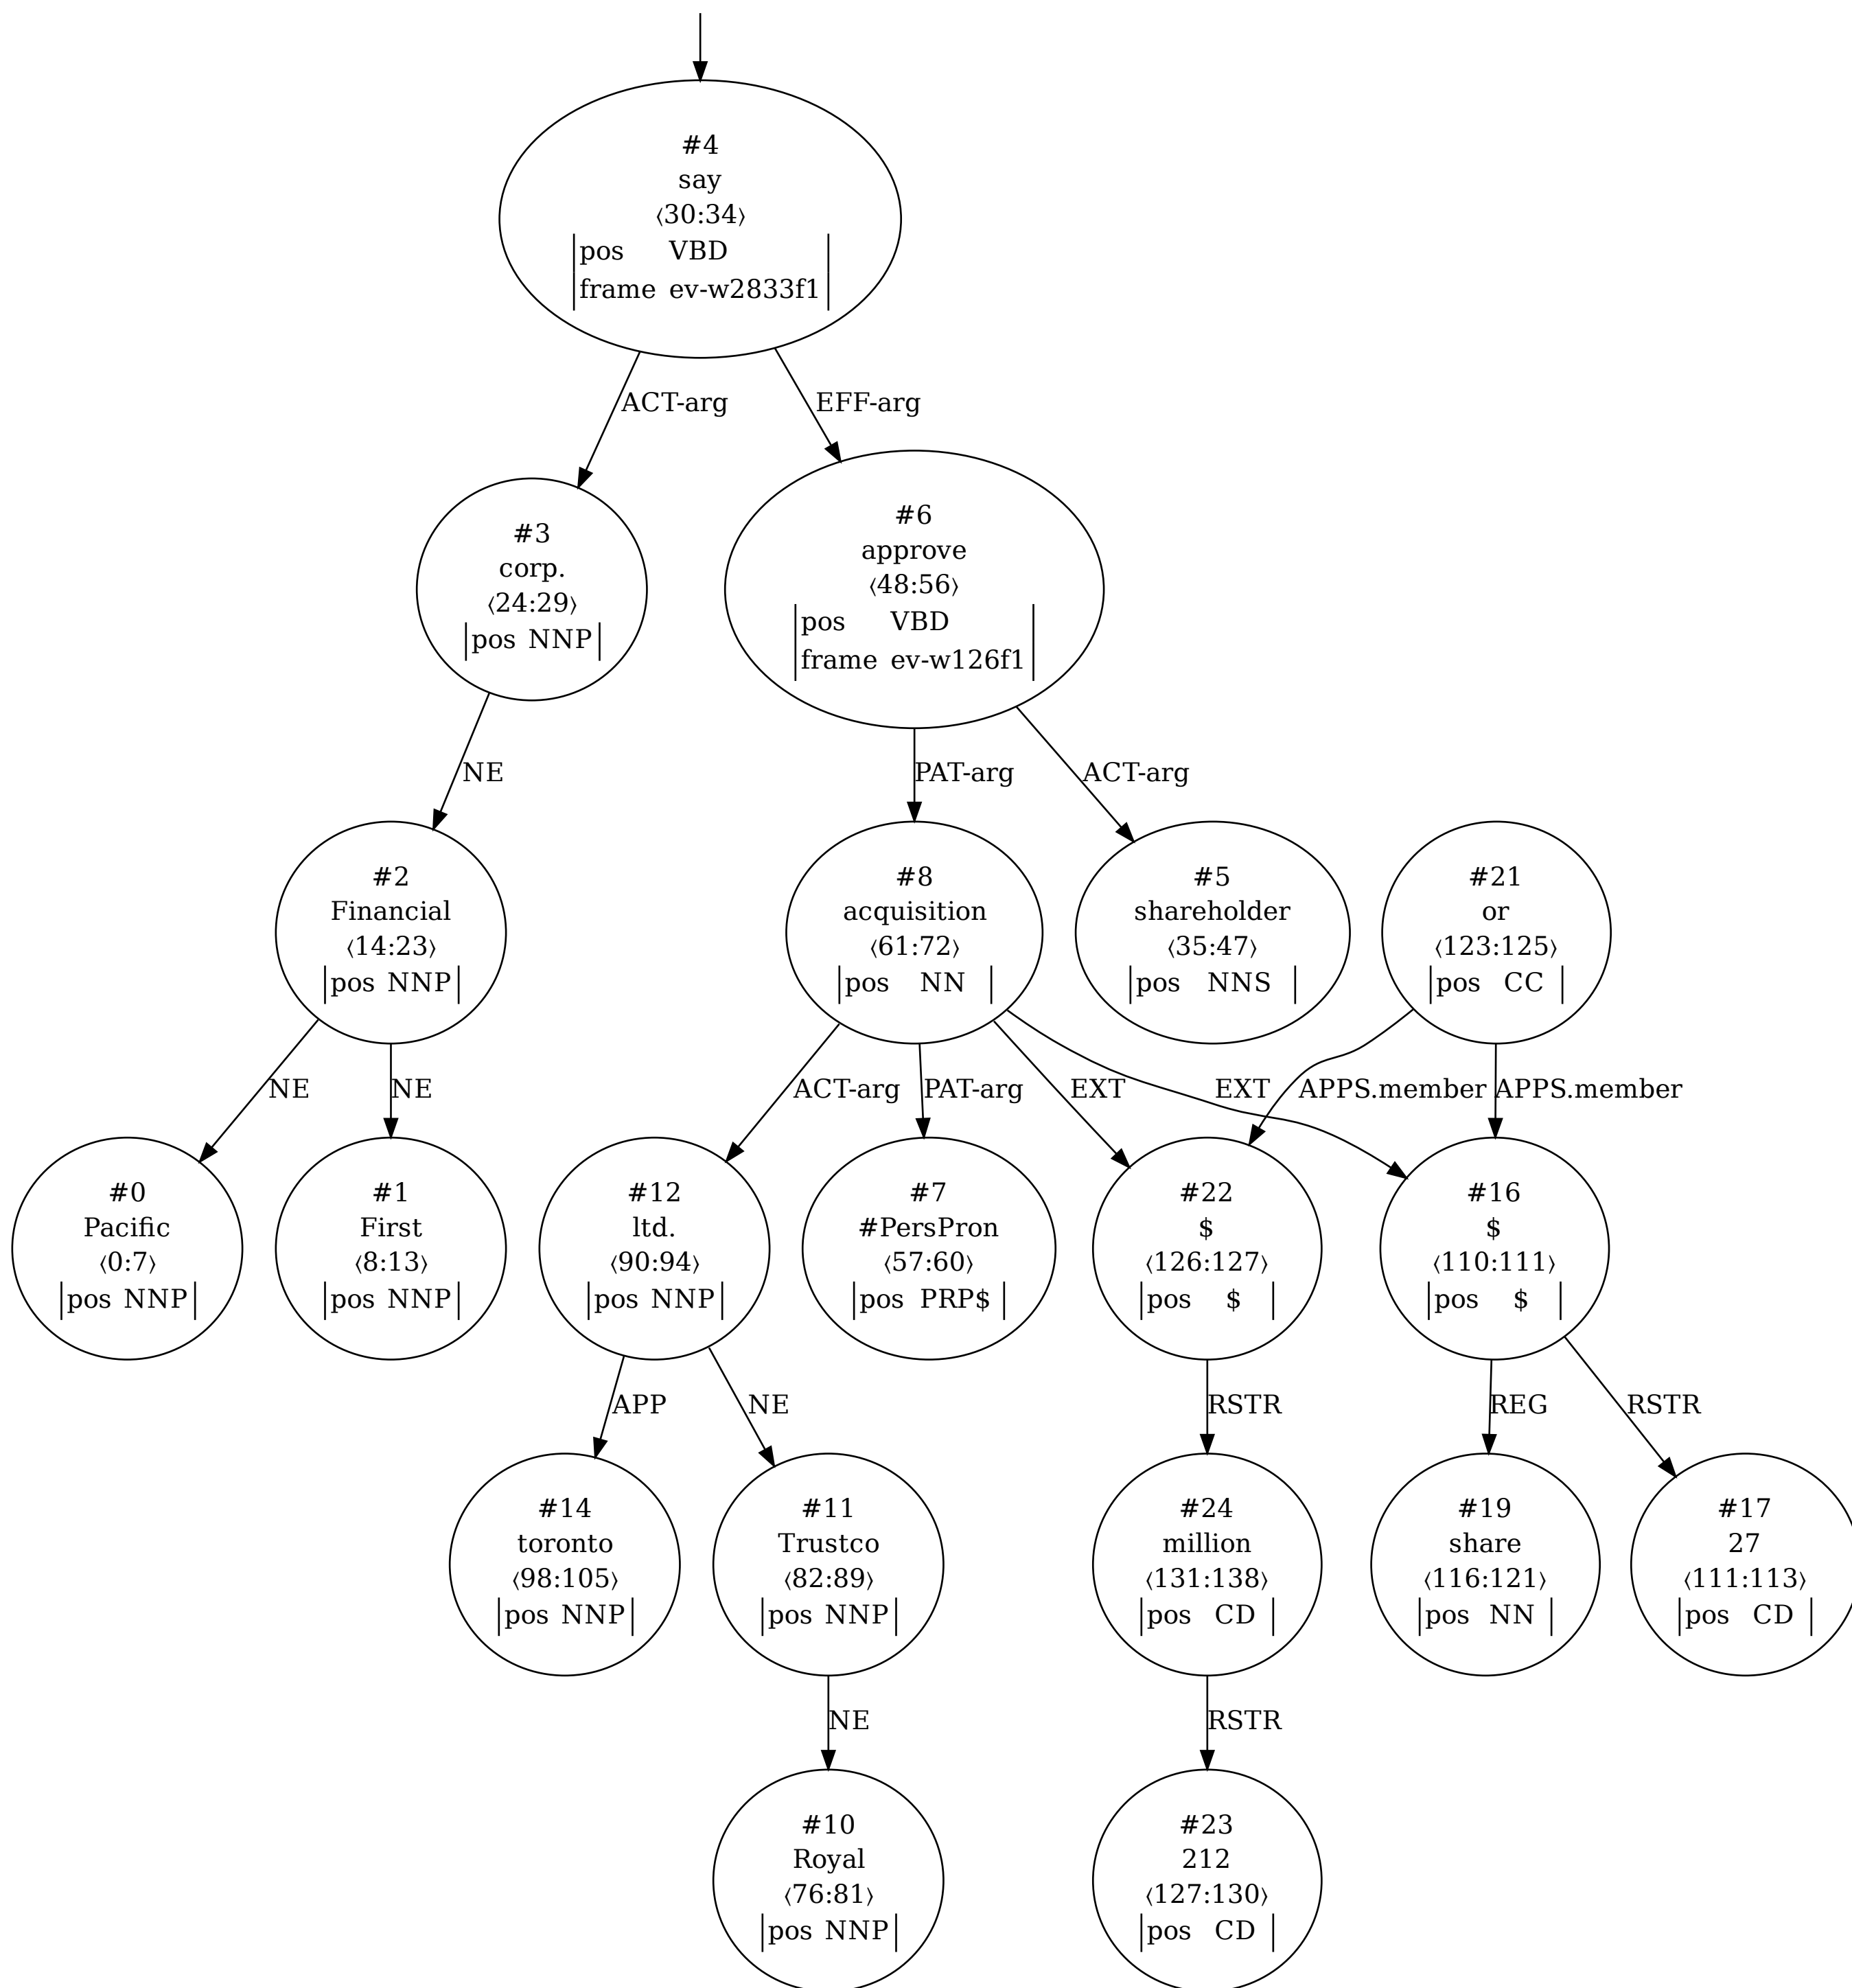 #4
say
⟨30:34⟩
pos VBD
frame ev-w2833f1
ACT-arg
EFF-arg
#3
corp.
⟨24:29⟩
pos NNP
#6
approve
⟨48:56⟩
pos VBD
frame ev-w126f1
NE
PAT-arg
ACT-arg
#2
Financial
⟨14:23⟩
pos NNP
#8
acquisition
⟨61:72⟩
pos NN
#5
shareholder
⟨35:47⟩
pos NNS
#21
or
⟨123:125⟩
pos CC
NE
NE
ACT-arg
PAT-arg
EXT
EXT
APPS.member
APPS.member
#0
Pacific
⟨0:7⟩
pos NNP
#1
First
⟨8:13⟩
pos NNP
#12
ltd.
⟨90:94⟩
pos NNP
#7
#PersPron
⟨57:60⟩
pos PRP$
#22
$
⟨126:127⟩
pos $
#16
$
⟨110:111⟩
pos $
APP
NE
RSTR
REG
RSTR
#14
toronto
⟨98:105⟩
pos NNP
#11
Trustco
⟨82:89⟩
pos NNP
#24
million
⟨131:138⟩
pos CD
#19
share
⟨116:121⟩
pos NN
#17
27
⟨111:113⟩
pos CD
NE
RSTR
#10
Royal
⟨76:81⟩
pos NNP
#23
212
⟨127:130⟩
pos CD